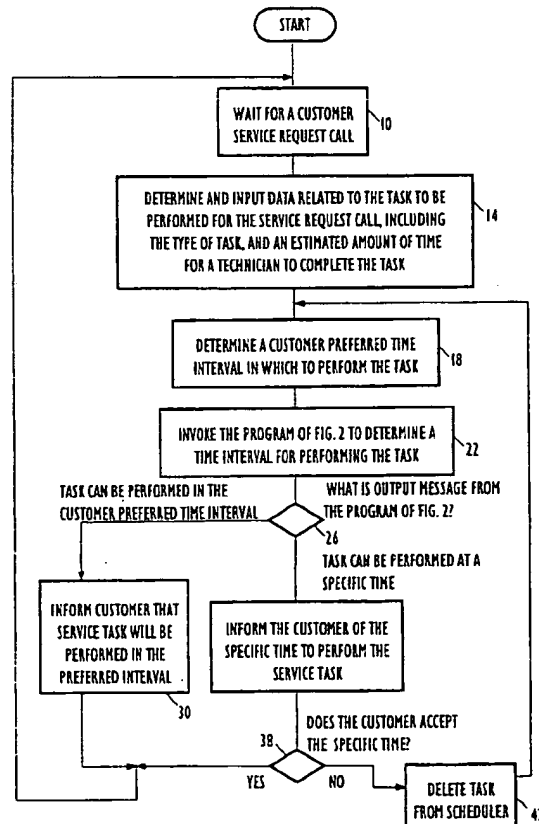 START
WAIT FOR A CUSTOMER
SERVICE REQUEST CALL
10
DETERMINE AND INPUT DATA RELATED TO THE TASK TO BE
PERFORMED FOR THE SERVICE REQUEST CALL, INCLUDING
THE TYPE OF TASK, AND AN ESTIMATED AMOUNT OF TIME
FOR A TECHNICIAN TO COMPLETE THE TASK
14
DETERMINE A CUSTOMER PREFERRED TIME
INTERVAL IN WHICH TO PERFORM THE TASK
18
INVOKE THE PROGRAM OF FIG. 2 TO DETERMINE A
TIME INTERVAL FOR PERFORMING THE TASK
22
TASK CAN BE PERFORMED IN THE
CUSTOMER PREFERRED TIME INTERVAL
WHAT IS OUTPUT MESSAGE FROM
THE PROGRAM OF FIG. 2?
26
TASK CAN BE PERFORMED AT A
SPECIFIC TIME
INFORM CUSTOMER THAT
SERVICE TASK WILL BE
PERFORMED IN THE
PREFERRED INTERVAL
30
INFORM THE CUSTOMER OF THE
SPECIFIC TIME TO PERFORM THE
SERVICE TASK
DOES THE CUSTOMER ACCEPT
THE SPECIFIC TIME?
38
YES
NO
DELETE TASK
FROM SCHEDULER